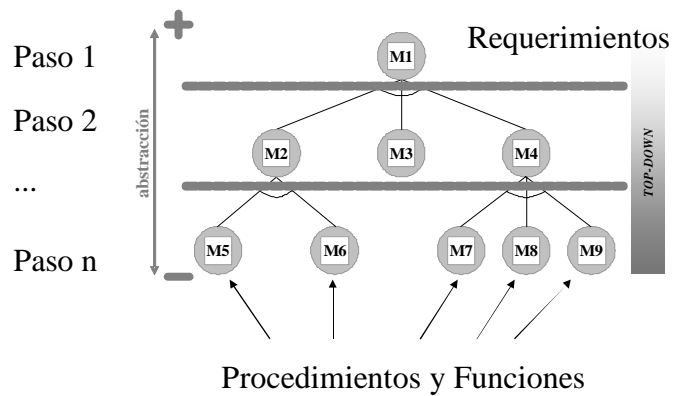 Requerimientos
Paso 1
M1
Paso 2
abstracción
M2
M3
M4
TOP-DOWN
...
Paso n
M5
M6
M7
M8
M9
Procedimientos y Funciones